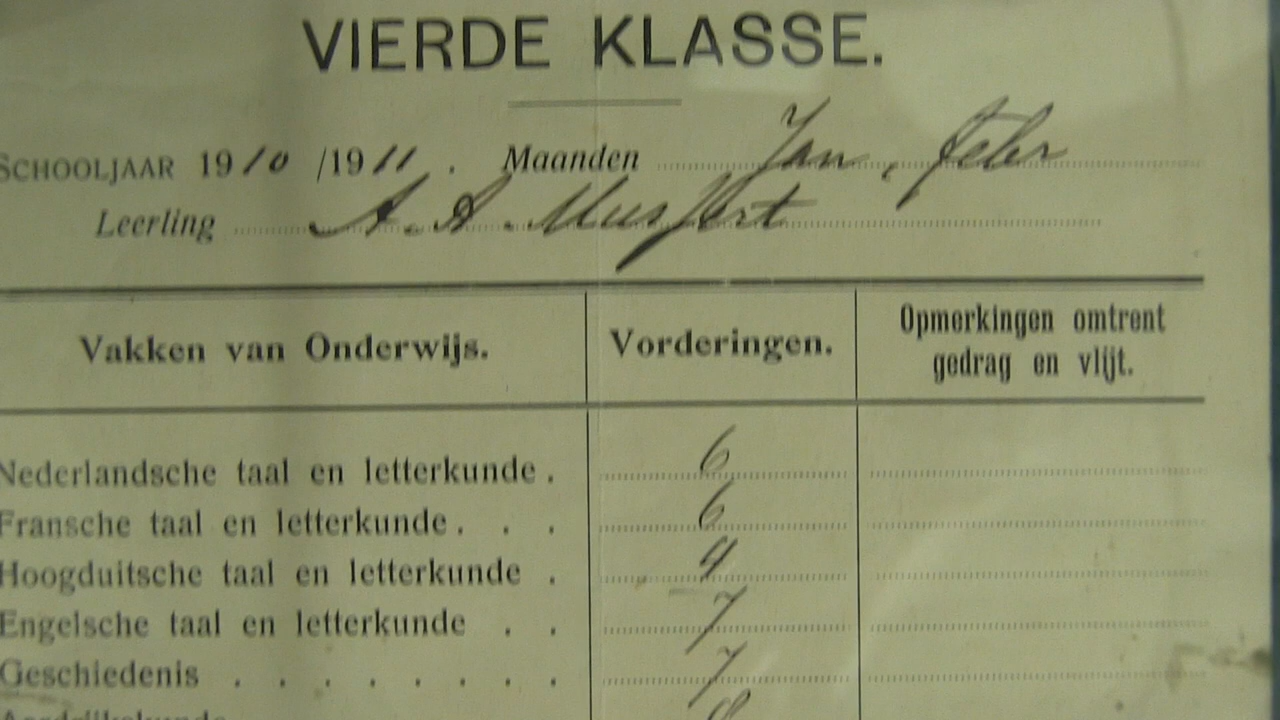 VIERDE KLASSE.
SCHOOLJAAR 1910 /1911. Maanden Jan, Febr
Leerling A. A. Mussert
Vakken van Onderwijs. Vorderingen. Opmerkingen omtrent gedrag en vlijt.
Nederlandsche taal en letterkunde. 6
Fransche taal en letterkunde. . . 6
Hoogduitsche taal en letterkunde . 4
Engelsche taal en letterkunde . . 7
Geschiedenis . . . . . . . 7
Aardrijkskunde